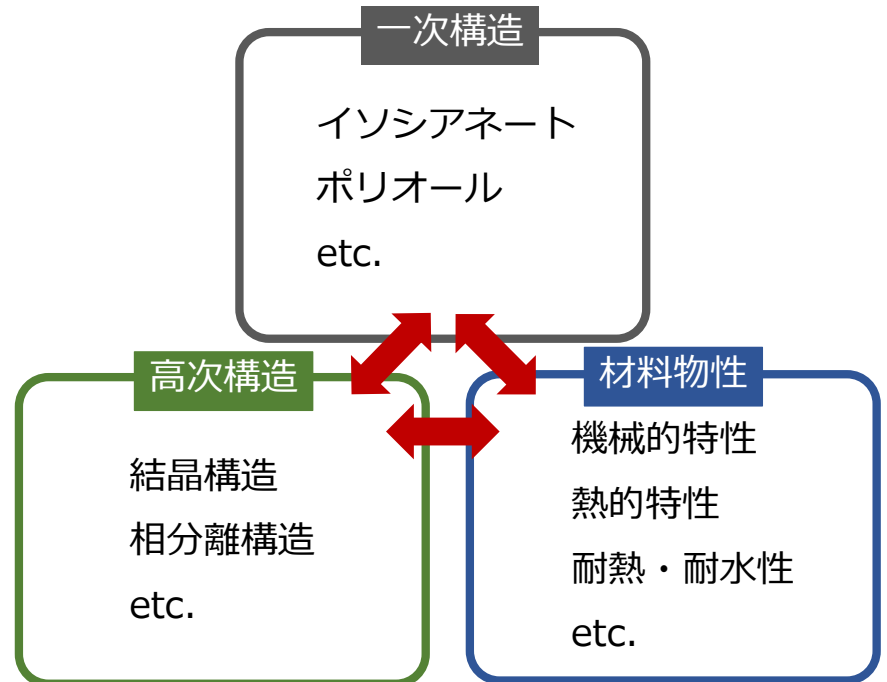 一次構造
イソシアネート
ポリオール
etc.
高次構造
結晶構造
相分離構造
etc.
材料物性
機械的特性
熱的特性
耐熱・耐水性
etc.